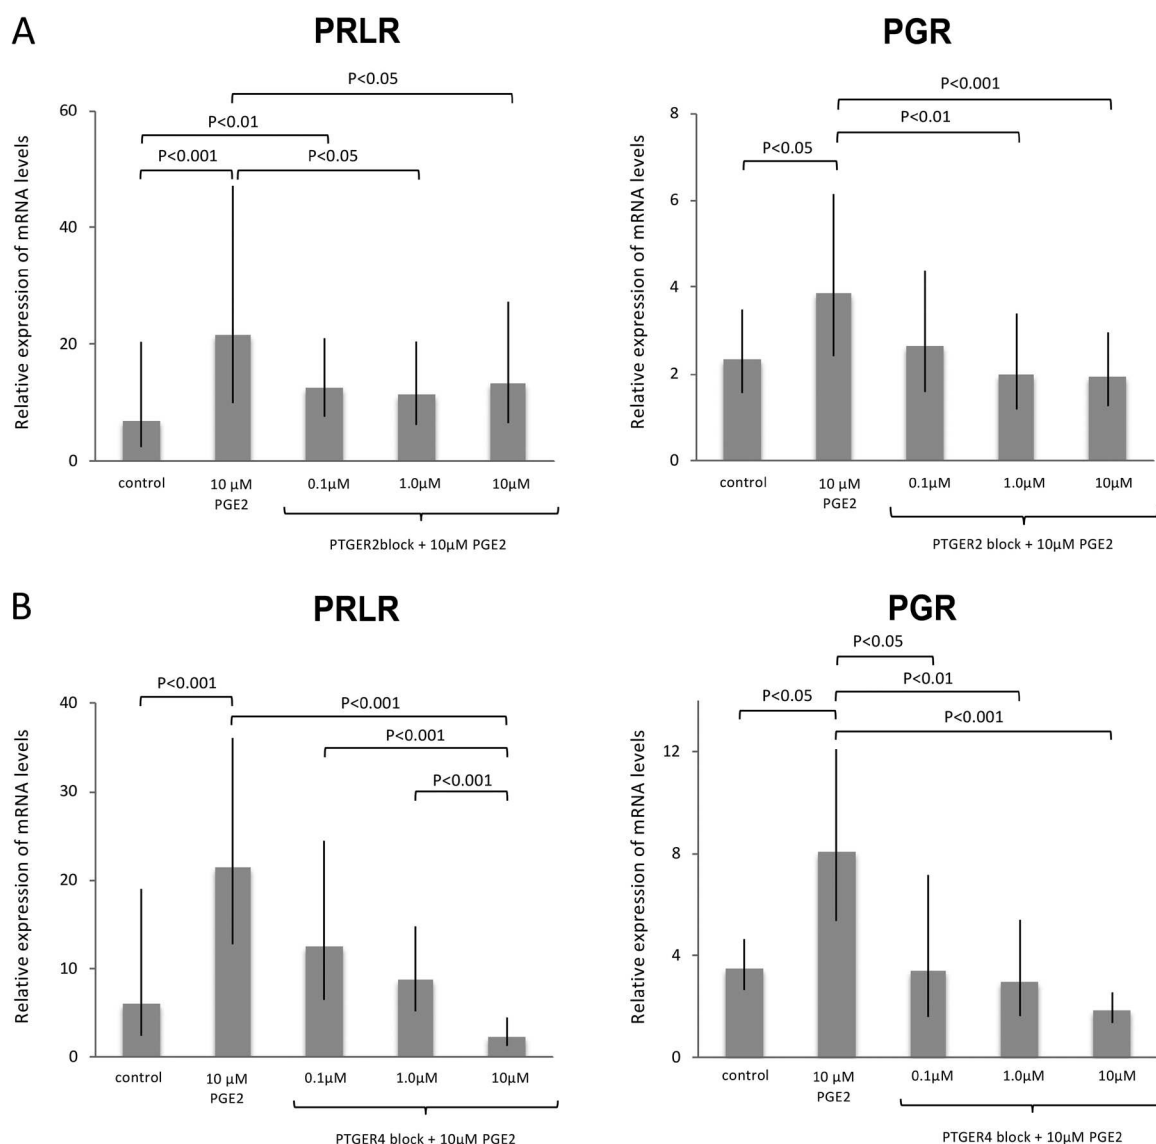 A
PRLR
PGR
P<0.05
P<0.01
P<0.001
P<0.05
P<0.001
P<0.01
P<0.05
Relative expression of mRNA levels
60
40
20
0
control
10 µM
PGE2
0.1µM
1.0µM
10µM
PTGER2block + 10µM PGE2
Relative expression of mRNA levels
8
6
4
2
0
control
10 µM
PGE2
0.1µM
1.0µM
10µM
PTGER2 block + 10µM PGE2
B
PRLR
PGR
P<0.001
P<0.001
P<0.001
P<0.001
P<0.05
P<0.01
P<0.05
P<0.001
Relative expression of mRNA levels
40
30
20
10
0
control
10 µM
PGE2
0.1µM
1.0µM
10µM
PTGER4 block + 10µM PGE2
Relative expression of mRNA levels
12
8
4
0
control
10 µM
PGE2
0.1µM
1.0µM
10µM
PTGER4 block + 10µM PGE2